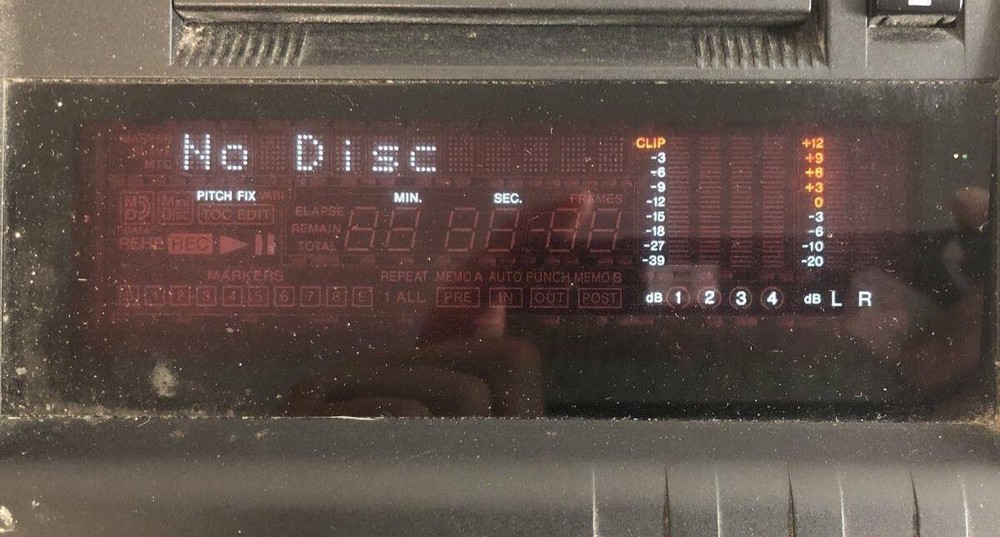 No Disc
CLIP
-3
-6
-9
-12
-15
-18
-27
-39
dB 1 2 3 4
+12
+9
+6
+3
0
-3
-6
-10
-20
dB L R
PITCH FIX VARI
MIN. SEC. FRAMES
TOC EDIT
ELAPSE
REMAIN
TOTAL
REHE REC
MARKERS
REPEAT MEMO A AUTO PUNCH MEMO B
1 2 3 4 5 6 7 8 E 1 ALL PRE IN OUT POST